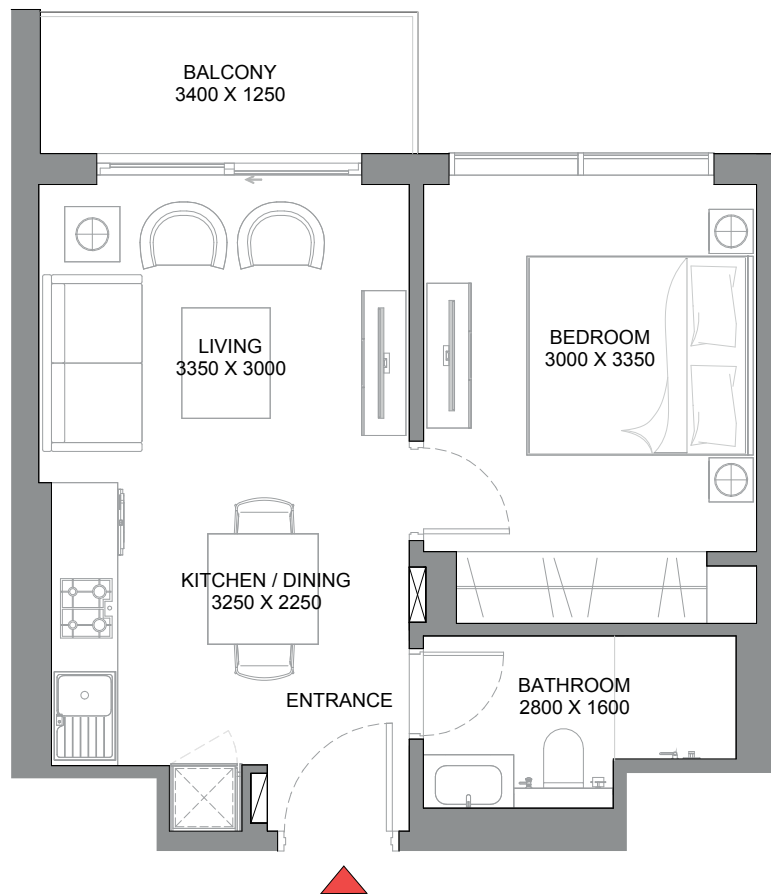 BALCONY
3400 X 1250
LIVING
3350 X 3000
BEDROOM
3000 X 3350
KITCHEN / DINING
3250 X 2250
ENTRANCE
BATHROOM
2800 X 1600